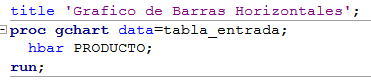 title 'Grafico de Barras Horizontales';
proc gchart data=tabla_entrada;
hbar PRODUCTO;
run;